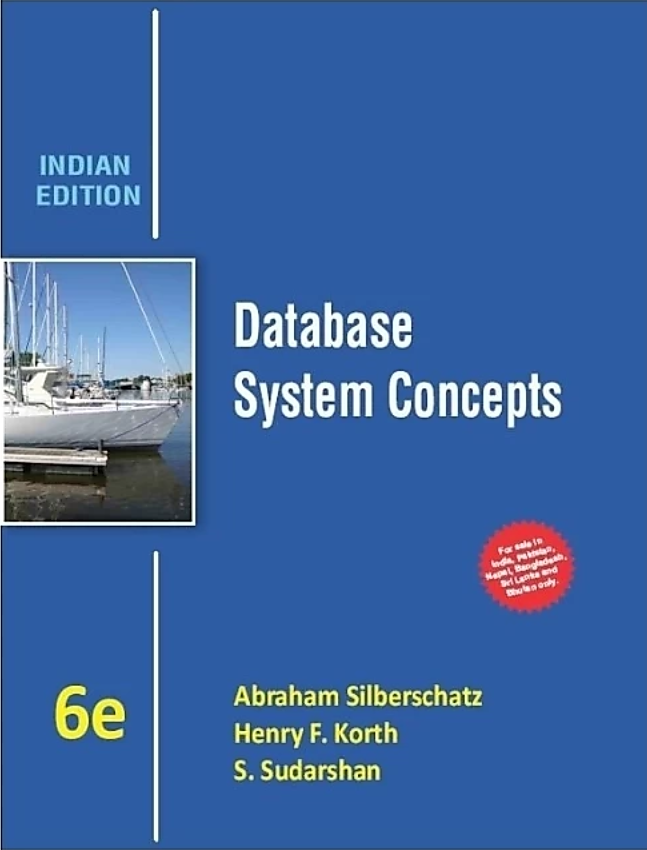 INDIAN
EDITION
Database
System Concepts
For sale in
India, Pakistan,
Nepal, Bangladesh,
Sri Lanka and
Bhutan only.
6e
Abraham Silberschatz
Henry F. Korth
S. Sudarshan